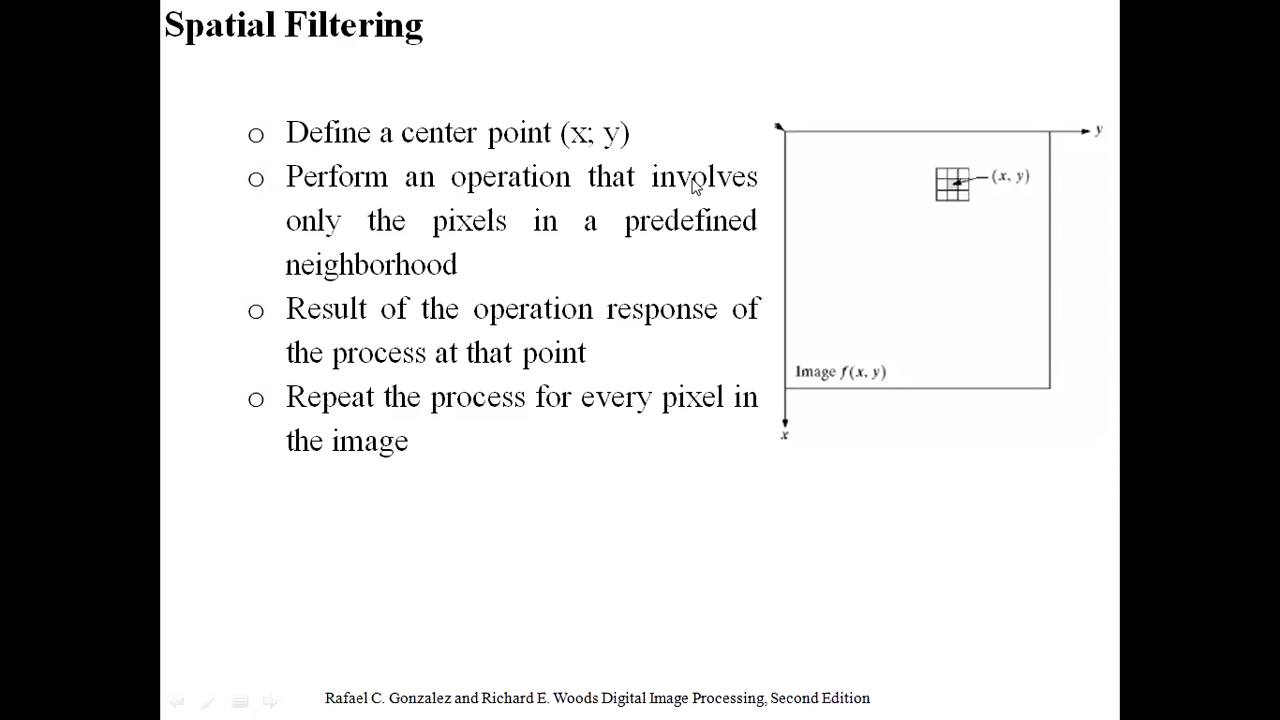 Spatial Filtering
o Define a center point (x; y)
o Perform an operation that involves
only the pixels in a predefined
neighborhood
o Result of the operation response of
the process at that point
o Repeat the process for every pixel in
the image
y
(x, y)
Image f(x, y)
x
Rafael C. Gonzalez and Richard E. Woods Digital Image Processing, Second Edition